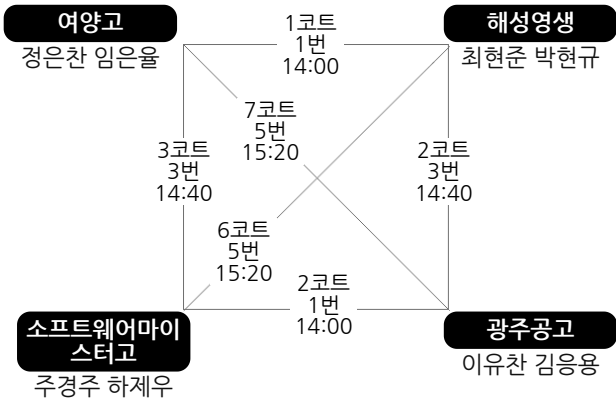 여양고
정은찬 임은율
1코트
1번
14:00
해성영생
최현준 박현규
7코트
5번
15:20
3코트
3번
14:40
2코트
3번
14:40
6코트
5번
15:20
2코트
1번
14:00
소프트웨어마이
스터고
주경주 하제우
광주공고
이유찬 김응용